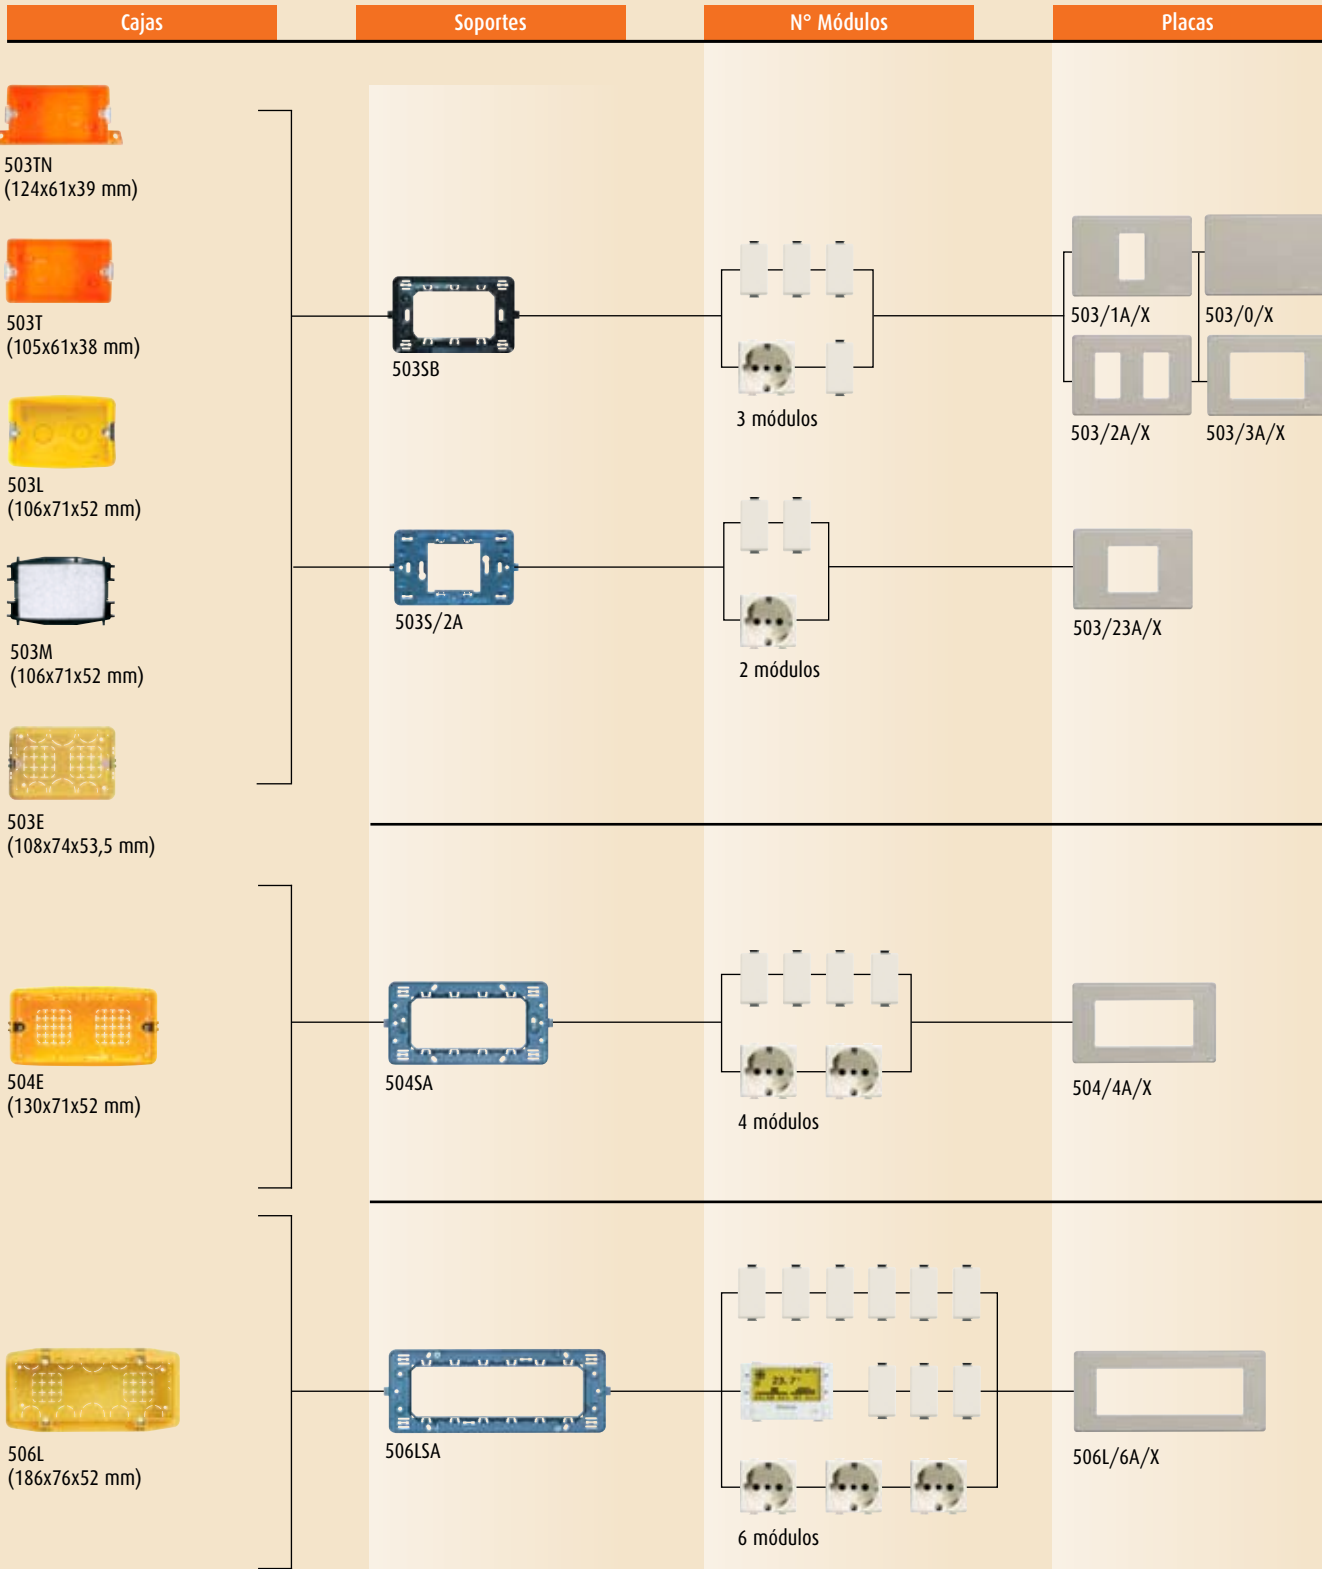 Cajas
Soportes
N° Módulos
Placas
503TN
(124x61x39 mm)
503T
(105x61x38 mm)
503SB
3 módulos
503/1A/X
503/0/X
503/2A/X
503/3A/X
503L
(106x71x52 mm)
503M
(106x71x52 mm)
503S/2A
2 módulos
503/23A/X
503E
(108x74x53,5 mm)
504E
(130x71x52 mm)
504SA
4 módulos
504/4A/X
506L
(186x76x52 mm)
506LSA
23.7°
6 módulos
506L/6A/X